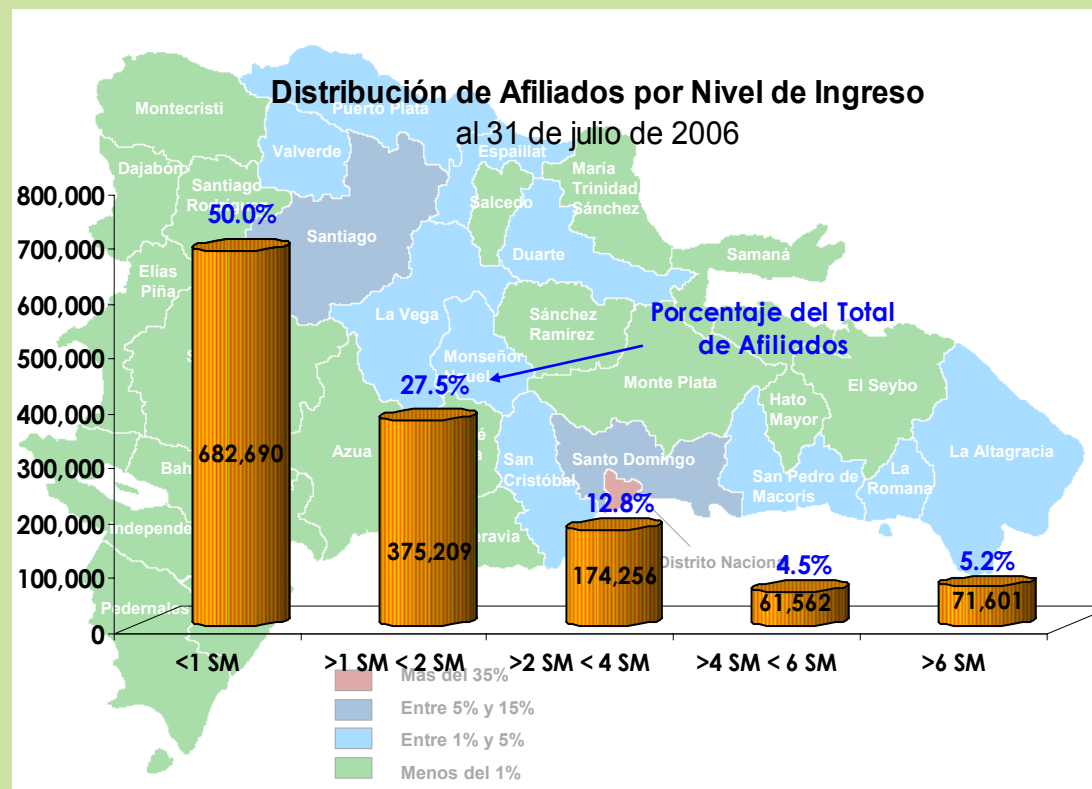 Distribución de Afiliados por Nivel de Ingreso
al 31 de julio de 2006
Montecristi
Puerto Plata
Valverde
Espaillat
Dajabón
Santiago
María
Trinidad
Sánchez
Salcedo
Santiago
Duarte
Samaná
Elías
Piña
La Vega
Sánchez
Ramírez
Monseñor
Monte Plata
El Seybo
Hato
Mayor
Azua
San
Cristóbal
Santo Domingo
San Pedro de
Macorís
La
Romana
La Altagracia
Distrito Naciona
Pedernales
Porcentaje del Total
de Afiliados
800,000
700,000
600,000
500,000
400,000
300,000
200,000
100,000
0
50.0%
27.5%
12.8%
4.5%
5.2%
682,690
375,209
174,256
61,562
71,601
<1 SM
>1 SM < 2 SM
>2 SM < 4 SM
>4 SM < 6 SM
>6 SM
Mas del 35%
Entre 5% y 15%
Entre 1% y 5%
Menos del 1%